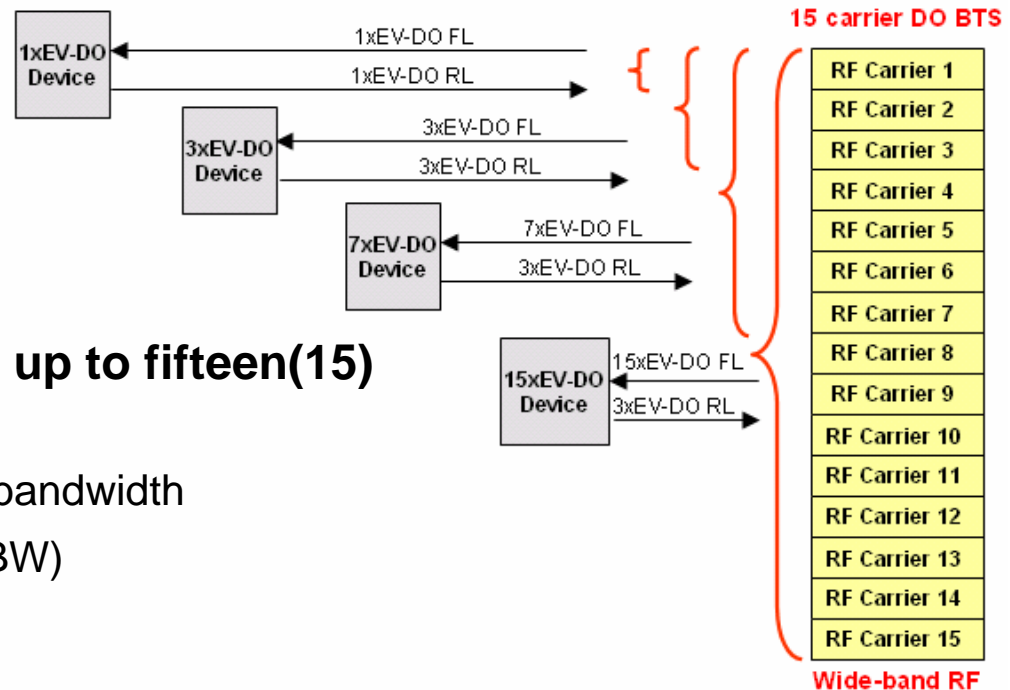 15 carrier DO BTS
1xEV-DO
Device
1xEV-DO FL
1xEV-DO RL
3xEV-DO
Device
3xEV-DO FL
3xEV-DO RL
7xEV-DO
Device
7xEV-DO FL
3xEV-DO RL
15xEV-DO
Device
15xEV-DO FL
3xEV-DO RL
RF Carrier 1
RF Carrier 2
RF Carrier 3
RF Carrier 4
RF Carrier 5
RF Carrier 6
RF Carrier 7
RF Carrier 8
RF Carrier 9
RF Carrier 10
RF Carrier 11
RF Carrier 12
RF Carrier 13
RF Carrier 14
RF Carrier 15
Wide-band RF
up to fifteen(15)
bandwidth
BW)